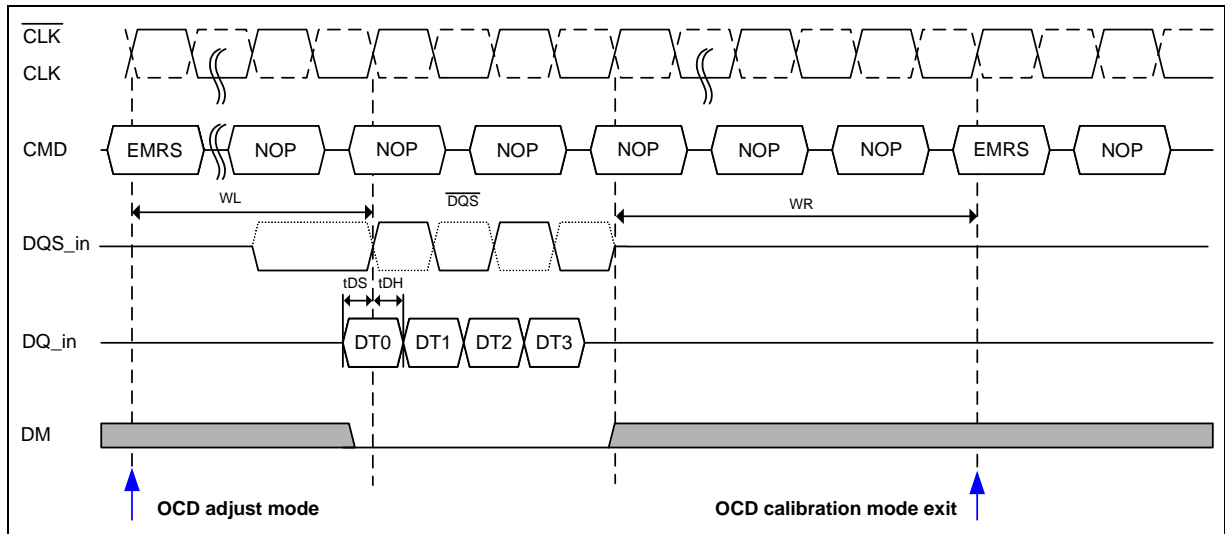 CLK
CLK
CMD
EMRS NOP NOP NOP NOP NOP NOP EMRS NOP
WL DQS WR
DQS_in
tDS tDH
DQ_in
DT0 DT1 DT2 DT3
DM
OCD adjust mode OCD calibration mode exit